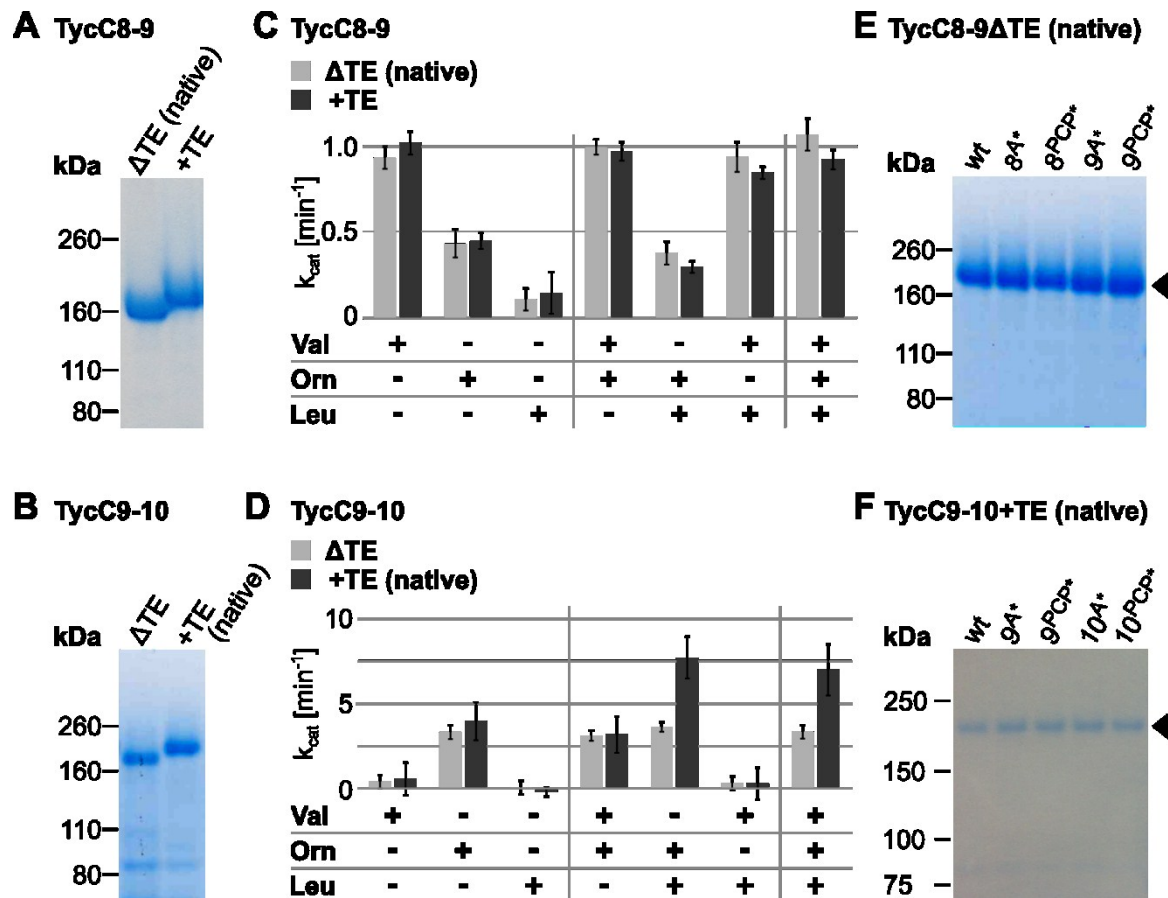 A TycC8-9
ΔTE (native)
+TE
kDa
260
160
110
80
C TycC8-9
ΔTE (native)
+TE
kcat [min⁻¹]
1.0
0.5
0
Val + - - + - + +
Orn - + - + + - +
Leu - - + - + + +
E TycC8-9ΔTE (native)
kDa wt 8A* 8PCP* 9A* 9PCP*
260
160
110
80
B TycC9-10
ΔTE
+TE (native)
kDa
260
160
110
80
D TycC9-10
ΔTE
+TE (native)
kcat [min⁻¹]
10
5
0
Val + - - + - + +
Orn - + - + + - +
Leu - - + - + + +
F TycC9-10+TE (native)
kDa wt 9A* 9PCP* 10A* 10PCP*
250
150
100
75